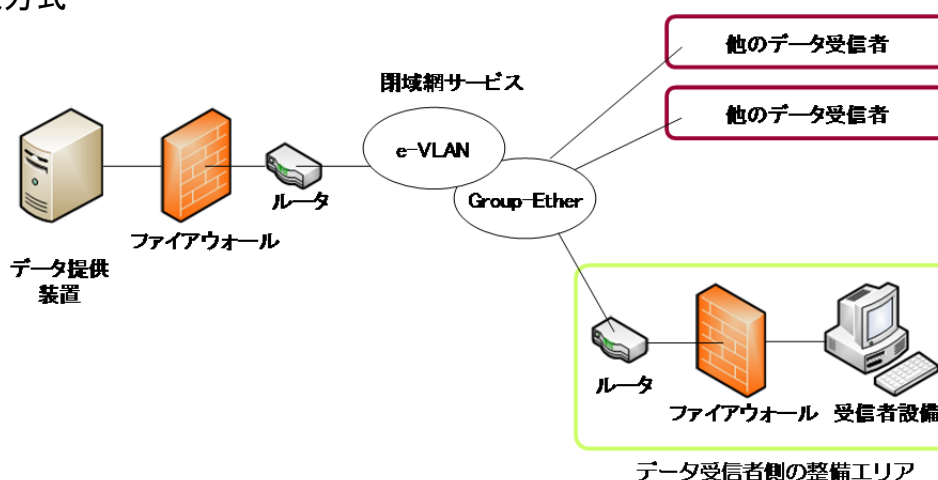 方式
他のデータ受信者
閉域網サービス
他のデータ受信者
e-VLAN
Group-Ether
ルータ
ファイアウォール
データ提供
装置
ルータ
ファイアウォール
受信者設備
データ受信者側の整備エリア